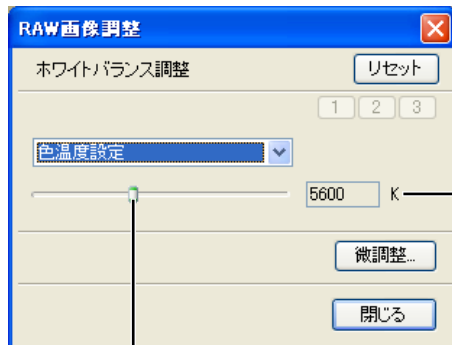 RAW画像調整
ホワイトバランス調整 リセット
1 2 3
色温度設定
5600 K
微調整...
閉じる